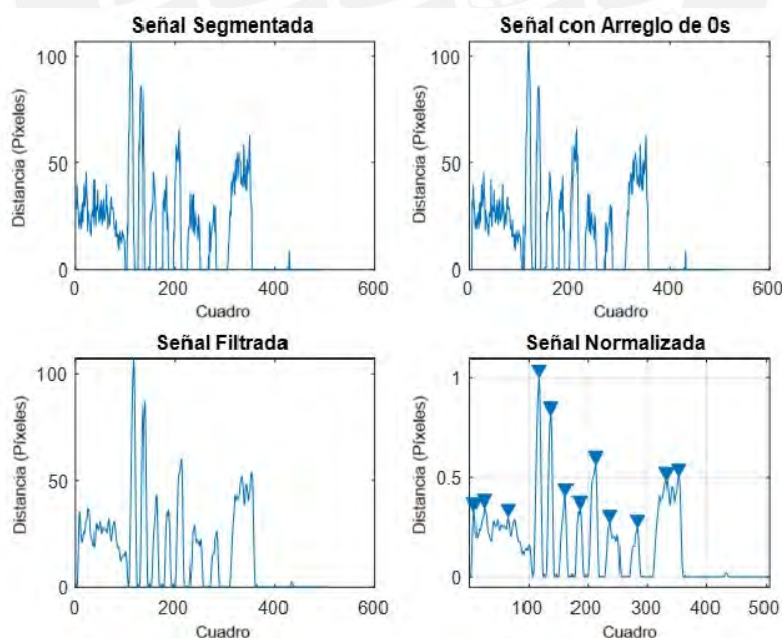 Señal Segmentada
100
50
0
0
200
400
600
Distancia (Píxeles)
Cuadro
Señal con Arreglo de 0s
100
50
0
0
200
400
600
Distancia (Píxeles)
Cuadro
Señal Filtrada
100
50
0
0
200
400
600
Distancia (Píxeles)
Cuadro
Señal Normalizada
1
0.5
0
100
200
300
400
500
Distancia (Píxeles)
Cuadro